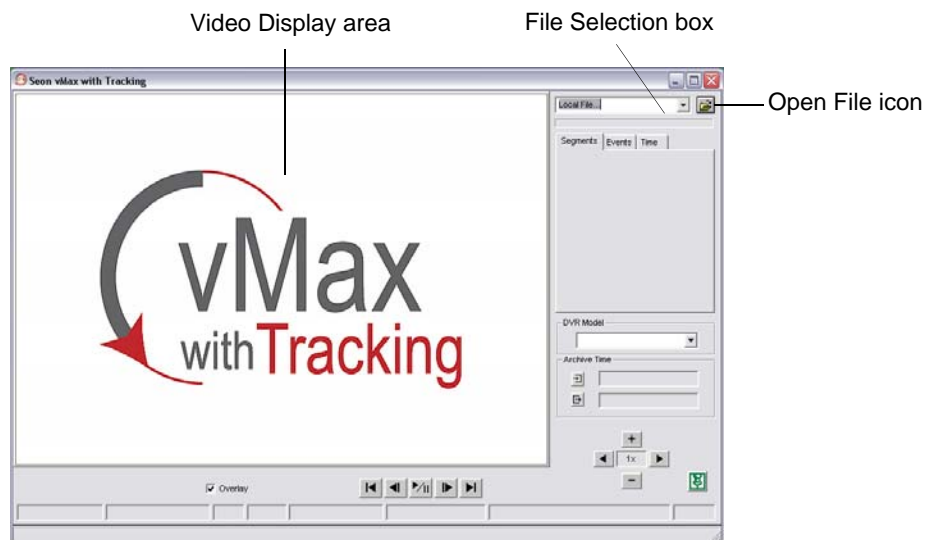 Video Display area
File Selection box
Seon vMax with Tracking
Local File...
Open File icon
Segments Events Time
vMax
with Tracking
DVR Model
Archive Time
1x
Overlay